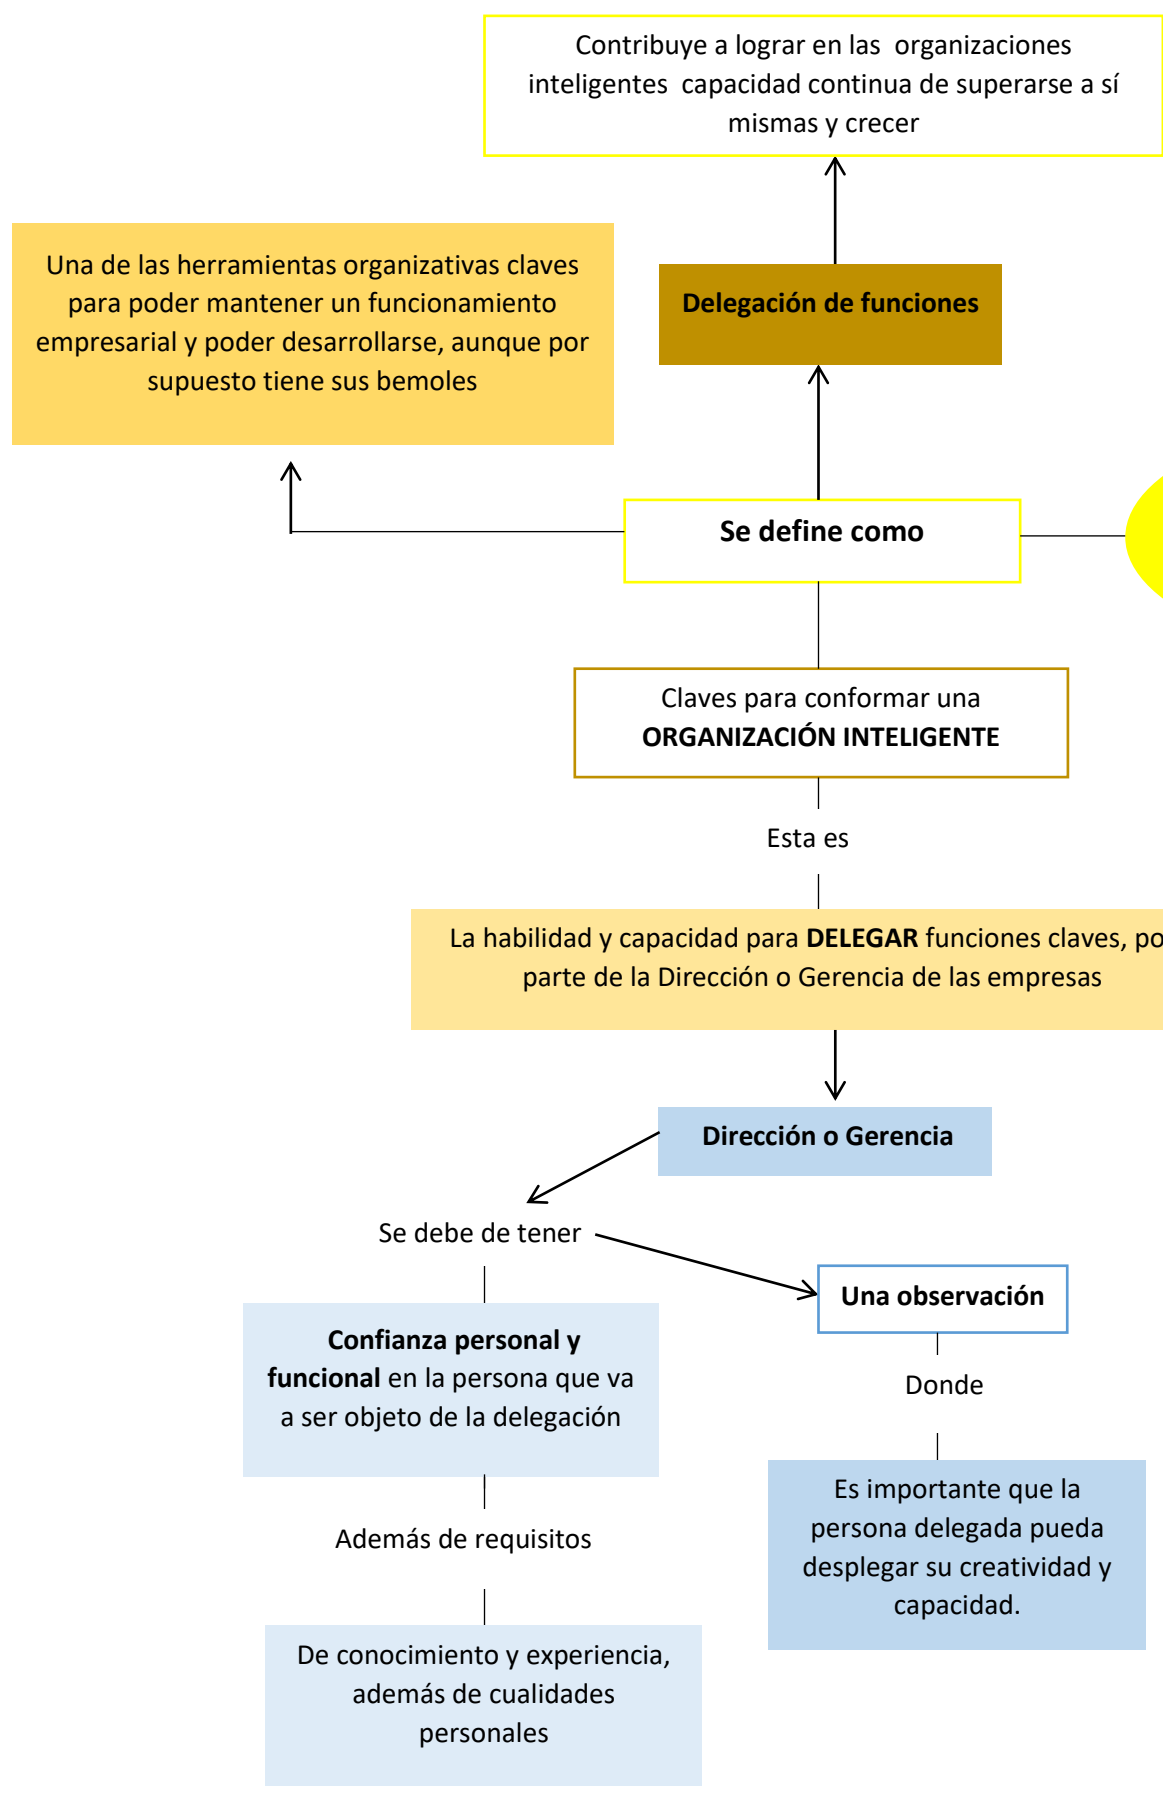 Contribuye a lograr en las organizaciones
inteligentes capacidad continua de superarse a sí
mismas y crecer
Una de las herramientas organizativas claves
para poder mantener un funcionamiento
empresarial y poder desarrollarse, aunque por
supuesto tiene sus bemoles
Delegación de funciones
Se define como
Claves para conformar una
ORGANIZACIÓN INTELIGENTE
Esta es
La habilidad y capacidad para DELEGAR funciones claves, po
parte de la Dirección o Gerencia de las empresas
Dirección o Gerencia
Se debe de tener
Una observación
Confianza personal y
funcional en la persona que va
a ser objeto de la delegación
Donde
Además de requisitos
Es importante que la
persona delegada pueda
desplegar su creatividad y
capacidad.
De conocimiento y experiencia,
además de cualidades
personales